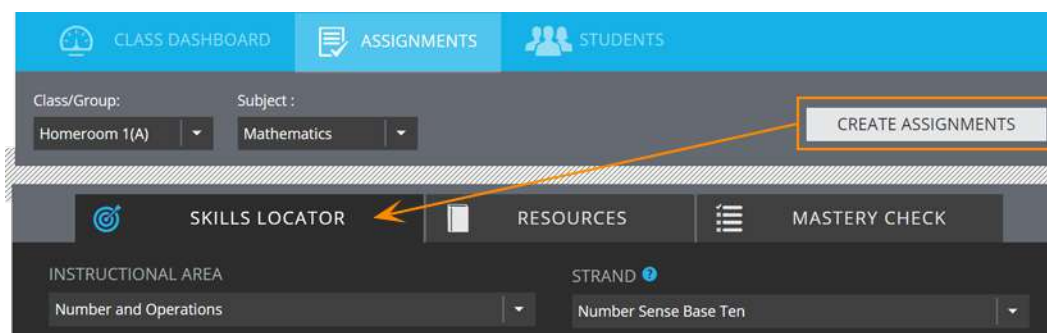 CLASS DASHBOARD ASSIGNMENTS STUDENTS
Class/Group: Subject :
Homeroom 1(A) Mathematics CREATE ASSIGNMENTS
SKILLS LOCATOR RESOURCES MASTERY CHECK
INSTRUCTIONAL AREA STRAND ?
Number and Operations Number Sense Base Ten